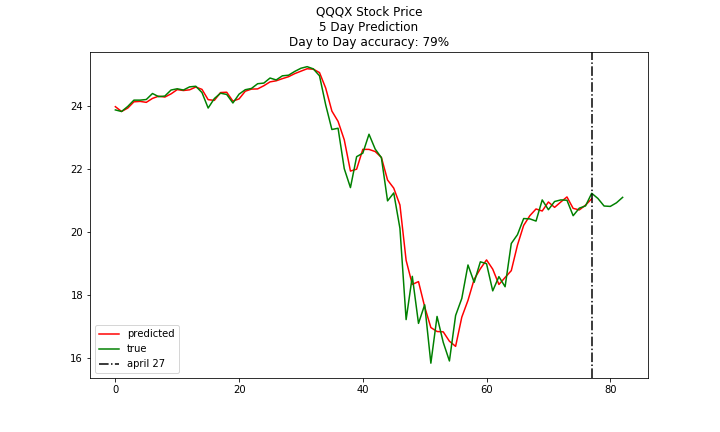 QQQX Stock Price
5 Day Prediction
Day to Day accuracy: 79%
24
22
20
18
16
predicted
true
april 27
0
20
40
60
80